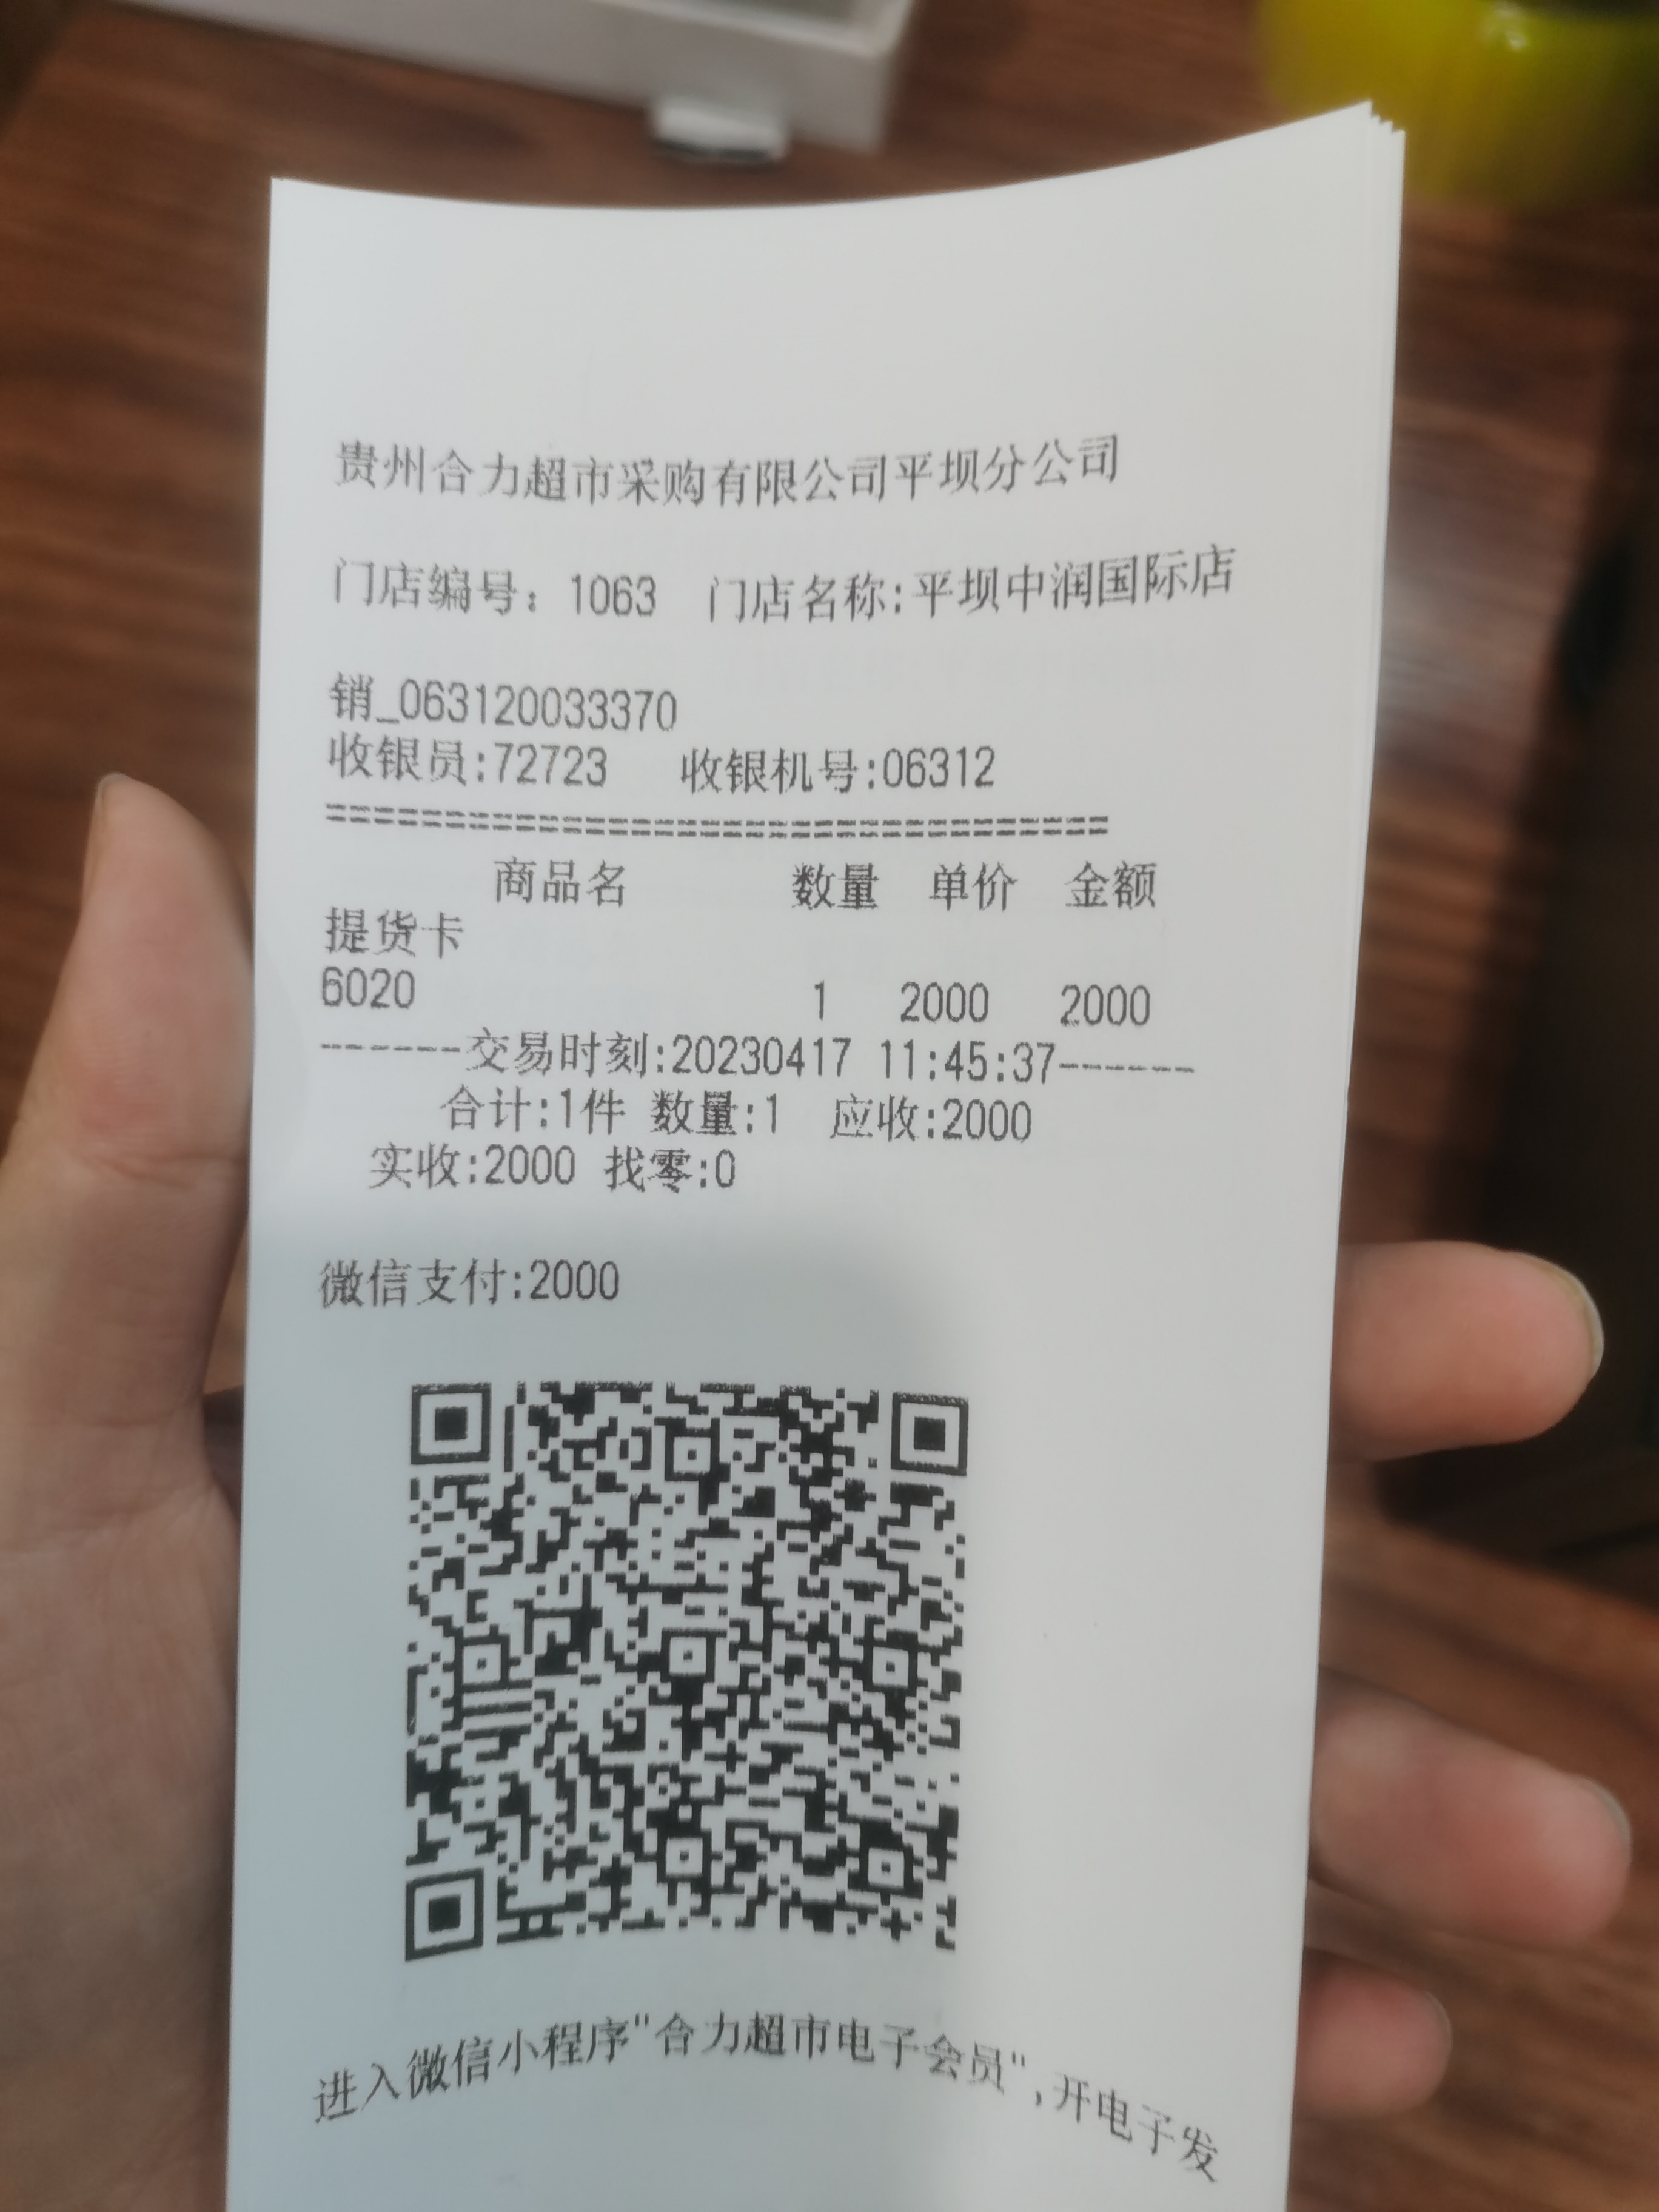 贵州合力超市采购有限公司平坝分公司
门店编号：1063 门店名称:平坝中润国际店
销_063120033370
收银员:72723 收银机号:06312
==================================
商品名 数量 单价 金额
提货卡
6020 1 2000 2000
------交易时刻:20230417 11:45:37------
合计:1件 数量:1 应收:2000
实收:2000 找零:0
微信支付:2000
进入微信小程序"合力超市电子会员",开电子发